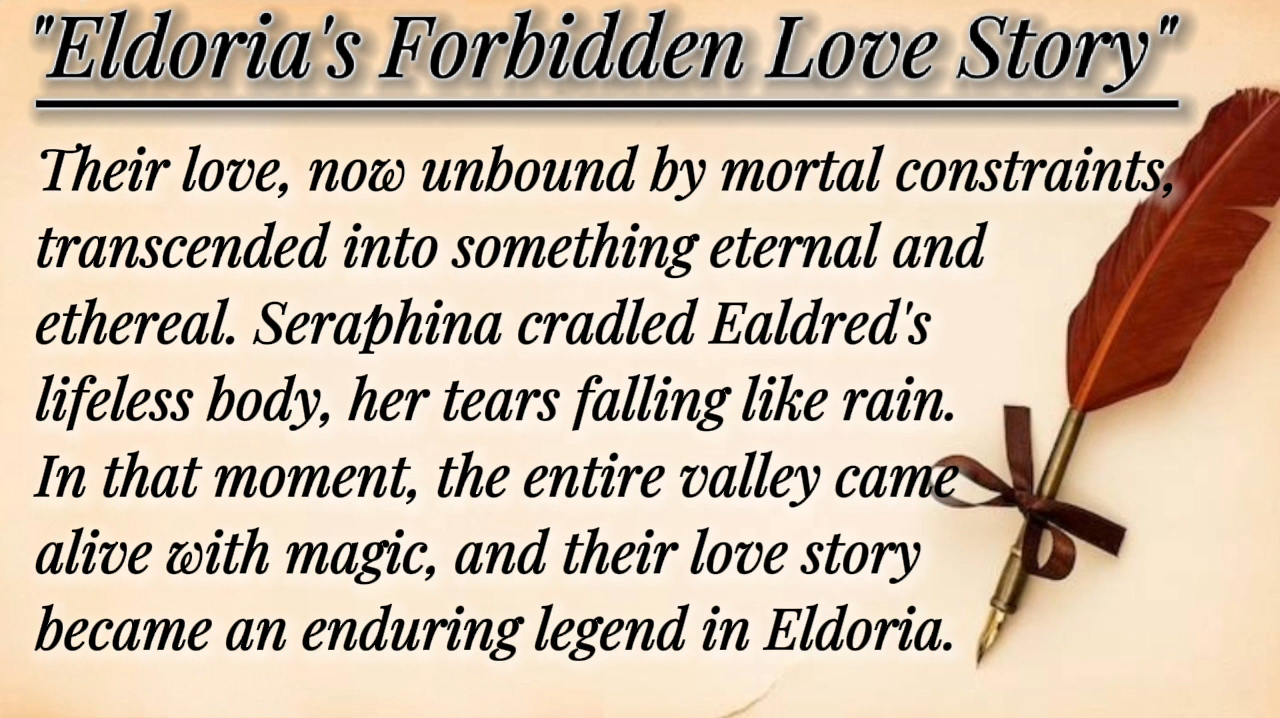 "Eldoria's Forbidden Love Story"
Their love, now unbound by mortal constraints,
transcended into something eternal and
ethereal. Seraphina cradled Ealdred's
lifeless body, her tears falling like rain.
In that moment, the entire valley came
alive with magic, and their love story
became an enduring legend in Eldoria.